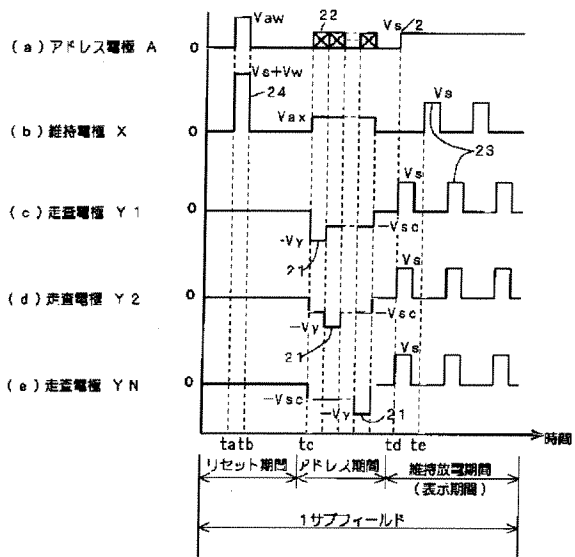 Vaw
22
Vs/2
(a)アドレス電極 A
0
Vs+Vw
24
Vs
(b)維持電極 X
0
Vax
23
Vs
(c)走査電極 Y1
0
-Vsc
-Vy
21
Vs
(d)走査電極 Y2
0
-Vsc
-Vy
21
Vs
(e)走査電極 YN
0
-Vsc
-Vy
21
ta tb tc td te
時間
リセット期間 アドレス期間 維持放電期間
(表示期間)
1サブフィールド